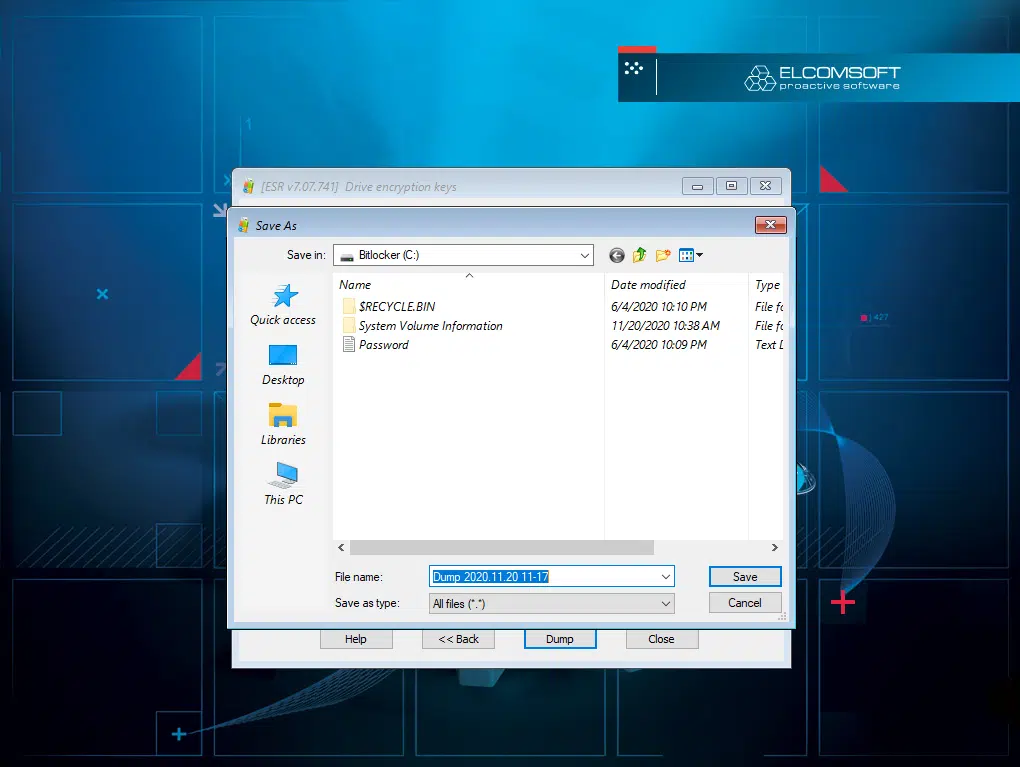 ELCOMSOFT
proactive software
1
[ESR v7.07.741] Drive encryption keys
Save As
Save in: Bitlocker (C:)
Name Date modified Type
$RECYCLE.BIN 6/4/2020 10:10 PM File fo
System Volume Information 11/20/2020 10:38 AM File fo
Password 6/4/2020 10:09 PM Text D
Quick access
Desktop
Libraries
This PC
427
File name: Dump 2020.11.20 11-17 Save
Save as type: All files (*.*) Cancel
Help << Back Dump Close